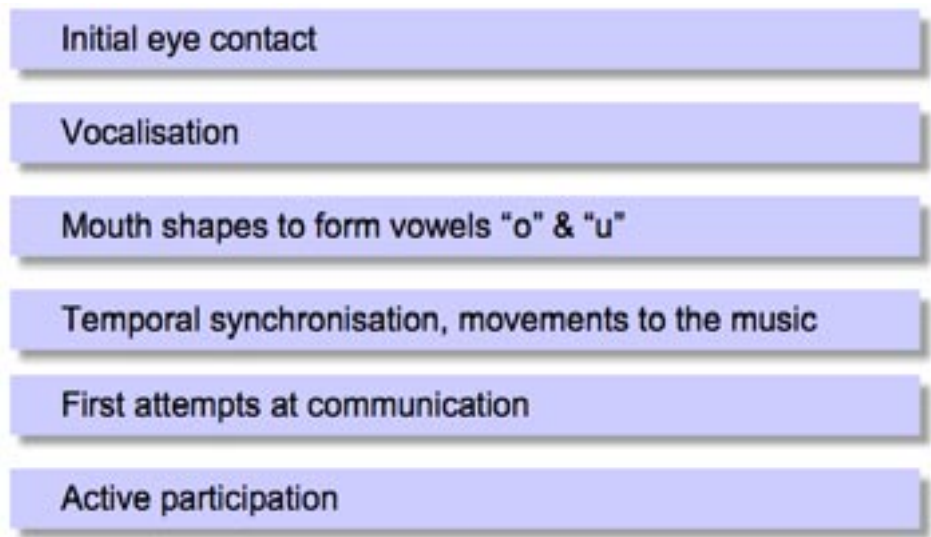 Initial eye contact
Vocalisation
Mouth shapes to form vowels “o” & “u”
Temporal synchronisation, movements to the music
First attempts at communication
Active participation